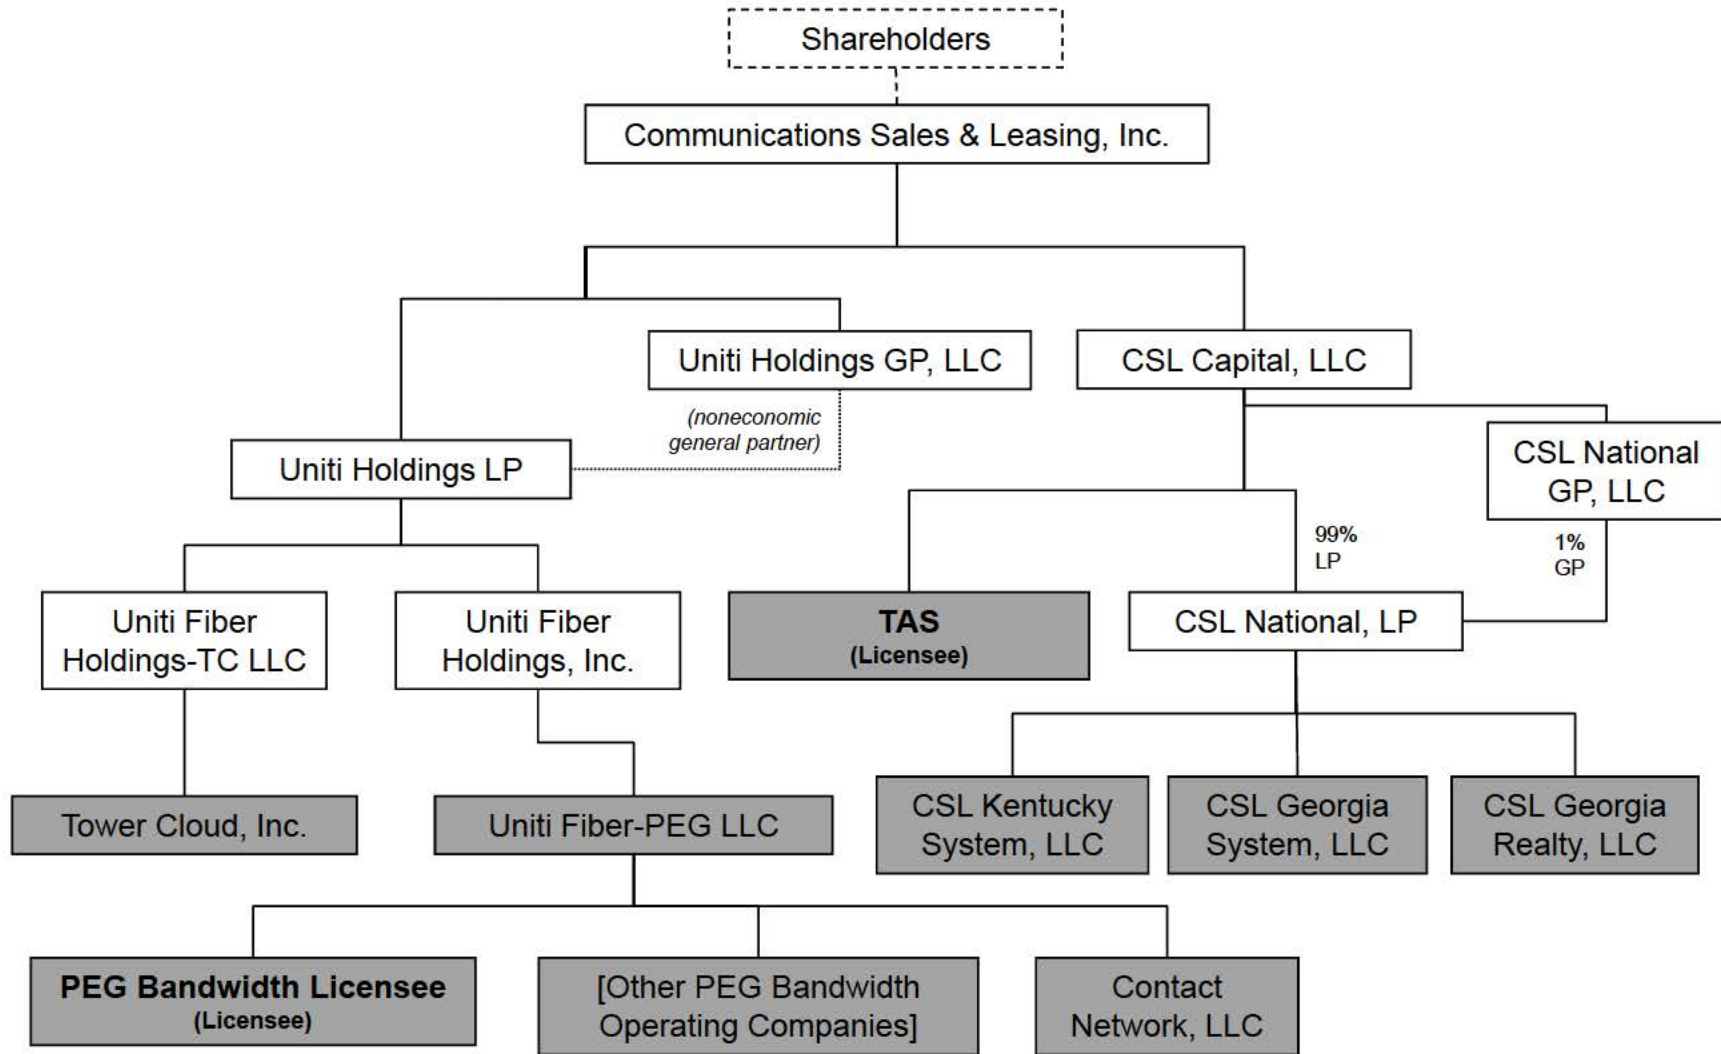 Shareholders
Communications Sales & Leasing, Inc.
Uniti Holdings GP, LLC
CSL Capital, LLC
(noneconomic
general partner)
Uniti Holdings LP
CSL National
GP, LLC
99%
LP
1%
GP
Uniti Fiber
Holdings-TC LLC
Uniti Fiber
Holdings, Inc.
TAS
(Licensee)
CSL National, LP
Tower Cloud, Inc.
Uniti Fiber-PEG LLC
CSL Kentucky
System, LLC
CSL Georgia
System, LLC
CSL Georgia
Realty, LLC
PEG Bandwidth Licensee
(Licensee)
[Other PEG Bandwidth
Operating Companies]
Contact
Network, LLC